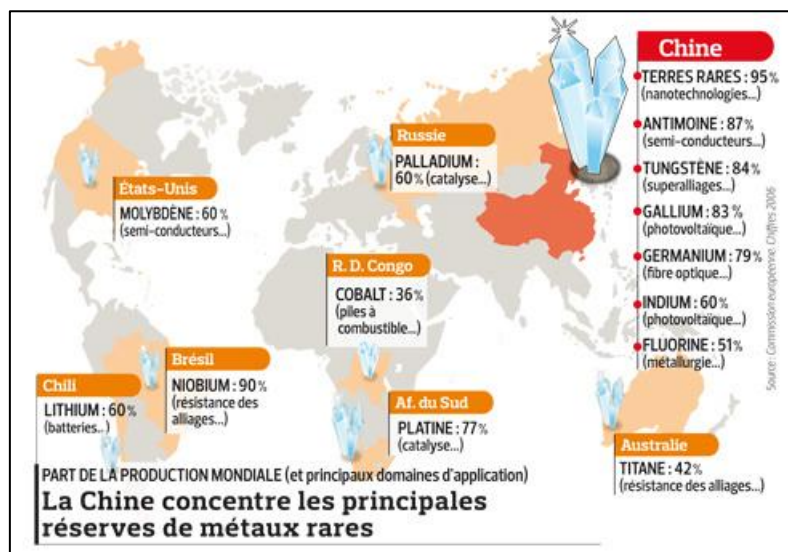 Chine
TERRES RARES : 95%
(nanotechnologies...)
ANTIMOINE : 87%
(semi-conducteurs...)
TUNGSTÈNE : 84%
(superalliages...)
GALLIUM : 83%
(photovoltaïque...)
GERMANIUM : 79%
(fibre optique...)
INDIUM : 60%
(photovoltaïque...)
FLUORINE : 51%
(métallurgie...)
Source : Commission européenne. Chiffres 2006
Russie
PALLADIUM :
60% (catalyse...)
États-Unis
MOLYBDÈNE : 60%
(semi-conducteurs...)
R. D. Congo
COBALT : 36%
(piles à
combustible...)
Brésil
NIOBIUM : 90%
(résistance des
alliages...)
Chili
LITHIUM : 60%
(batteries..)
Af. du Sud
PLATINE : 77%
(catalyse...)
Australie
TITANE : 42%
(résistance des alliages...)
PART DE LA PRODUCTION MONDIALE (et principaux domaines d'application)
La Chine concentre les principales
réserves de métaux rares